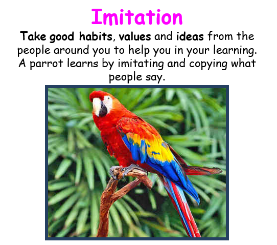 Imitation
Take good habits, values and ideas from the
people around you to help you in your learning.
A parrot learns by imitating and copying what
people say.